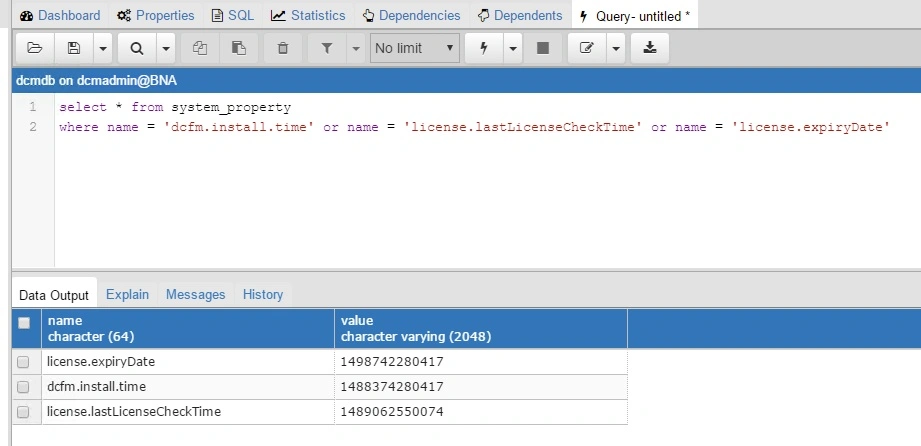 Dashboard Properties SQL Statistics Dependencies Dependents Query- untitled *
No limit
dcmdb on dcmadmin@BNA
1 select * from system_property
2 where name = 'dcfm.install.time' or name = 'license.lastLicenseCheckTime' or name = 'license.expiryDate'
Data Output Explain Messages History
name value
character (64) character varying (2048)
license.expiryDate 1498742280417
dcfm.install.time 1488374280417
license.lastLicenseCheckTime 1489062550074